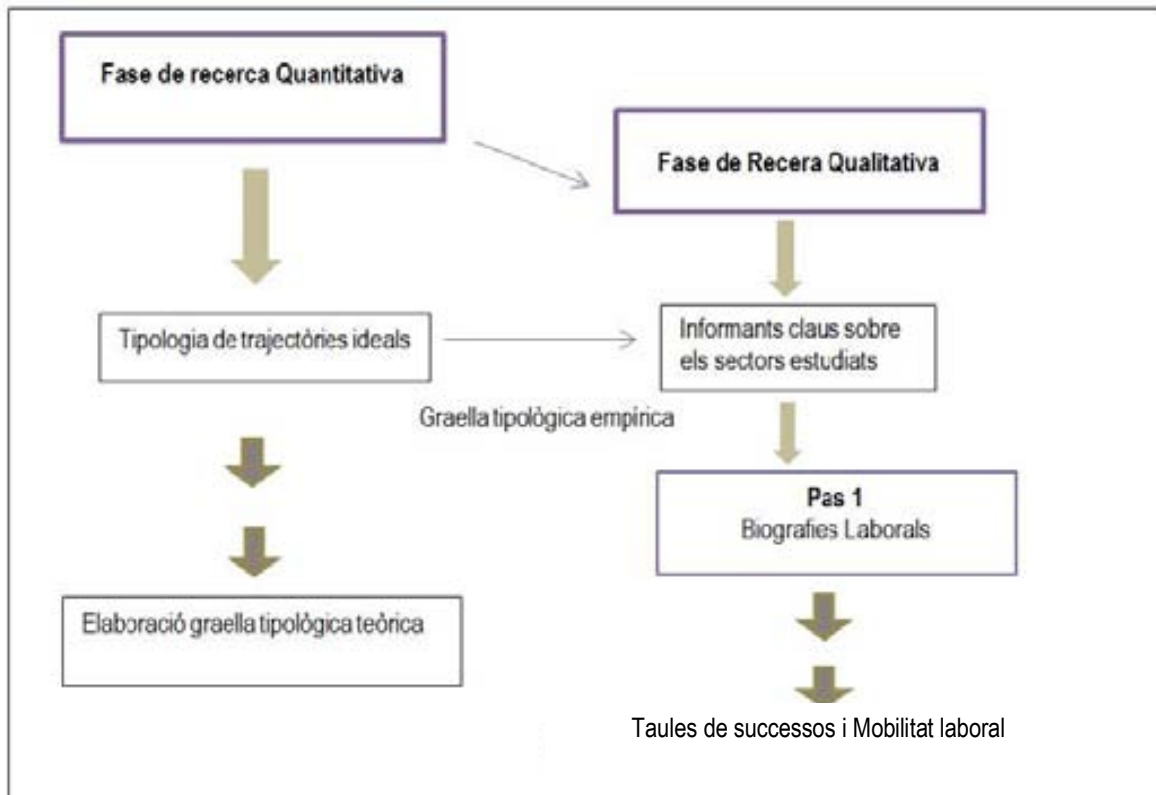 Fase de recerca Quantitativa
Fase de Recera Qualitativa
Tipologia de trajectòries ideals
Informants claus sobre
els sectors estudiats
Graella tipològica empírica
Pas 1
Biografies Laborals
Elaboració graella tipològica teòrica
Taules de successos i Mobilitat laboral